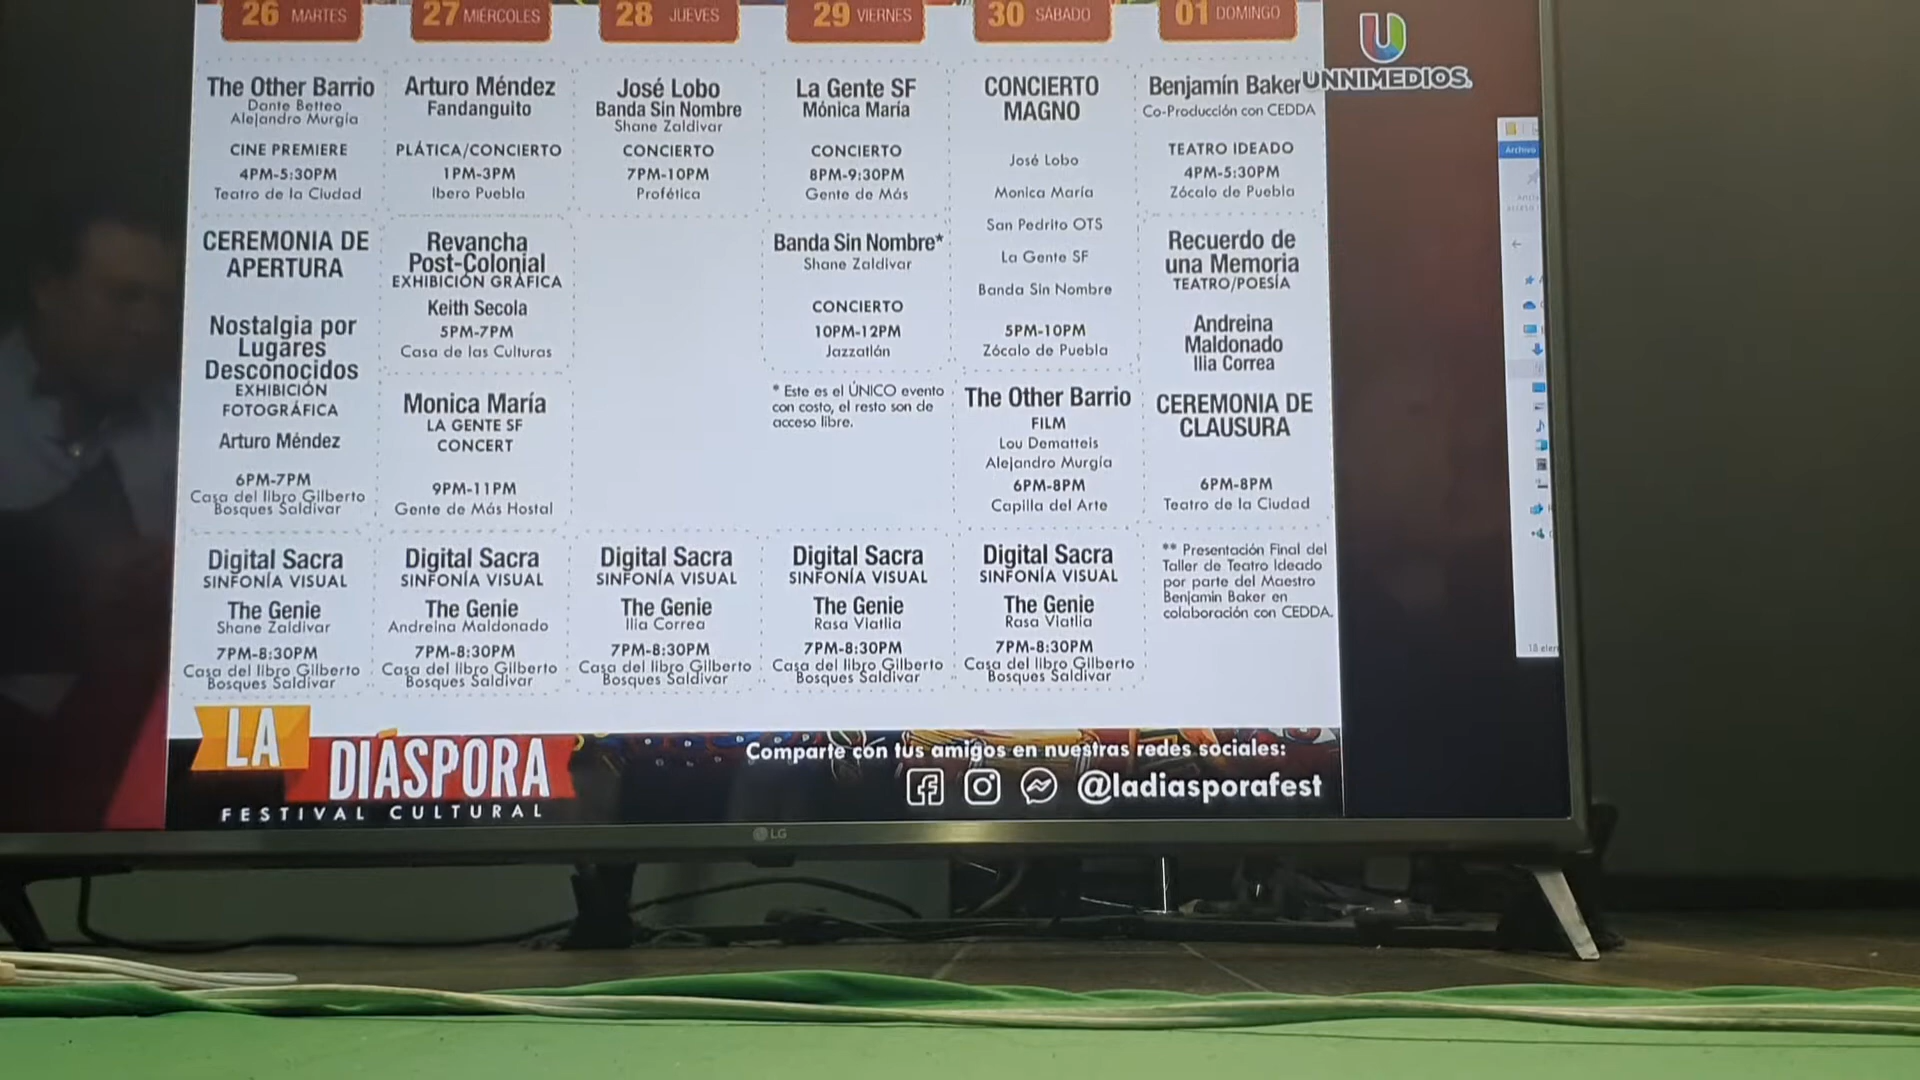 26 MARTES
The Other Barrio
Dante Betteo
Alejandro Murgía
CINE PREMIERE
4PM-5:30PM
Teatro de la Ciudad
CEREMONIA DE
APERTURA
Nostalgia por
Lugares
Desconocidos
EXHIBICIÓN
FOTOGRÁFICA
Arturo Méndez
6PM-7PM
Casa del libro Gilberto
Bosques Saldivar
Digital Sacra
SINFONÍA VISUAL
The Genie
Shane Zaldivar
7PM-8:30PM
Casa del libro Gilberto
Bosques Saldivar
27 MIÉRCOLES
Arturo Méndez
Fandanguito
PLÁTICA/CONCIERTO
1PM-3PM
Ibero Puebla
Revancha
Post-Colonial
EXHIBICIÓN GRÁFICA
Keith Secola
5PM-7PM
Casa de las Culturas
Monica María
LA GENTE SF
CONCERT
9PM-11PM
Gente de Más Hostal
Digital Sacra
SINFONÍA VISUAL
The Genie
Andreina Maldonado
7PM-8:30PM
Casa del libro Gilberto
Bosques Saldivar
28 JUEVES
José Lobo
Banda Sin Nombre
Shane Zaldivar
CONCIERTO
7PM-10PM
Profética
Digital Sacra
SINFONÍA VISUAL
The Genie
Ilia Correa
7PM-8:30PM
Casa del libro Gilberto
Bosques Saldivar
29 VIERNES
La Gente SF
Mónica María
CONCIERTO
8PM-9:30PM
Gente de Más
Banda Sin Nombre*
Shane Zaldivar
CONCIERTO
10PM-12PM
Jazzatlán
* Este es el ÚNICO evento
con costo, el resto son de
acceso libre.
Digital Sacra
SINFONÍA VISUAL
The Genie
Rasa Viatlia
7PM-8:30PM
Casa del libro Gilberto
Bosques Saldivar
30 SÁBADO
CONCIERTO
MAGNO
José Lobo
Monica María
San Pedrito OTS
La Gente SF
Banda Sin Nombre
5PM-10PM
Zócalo de Puebla
The Other Barrio
FILM
Lou Dematteis
Alejandro Murgía
6PM-8PM
Capilla del Arte
Digital Sacra
SINFONÍA VISUAL
The Genie
Rasa Viatlia
7PM-8:30PM
Casa del libro Gilberto
Bosques Saldivar
01 DOMINGO
Benjamín Baker
Co-Producción con CEDDA
TEATRO IDEADO
4PM-5:30PM
Zócalo de Puebla
Recuerdo de
una Memoria
TEATRO/POESÍA
Andreina
Maldonado
Ilia Correa
CEREMONIA DE
CLAUSURA
6PM-8PM
Teatro de la Ciudad
** Presentación Final del
Taller de Teatro Ideado
por parte del Maestro
Benjamín Baker en
colaboración con CEDDA.
UNNIMEDIOS.
Archivo
LA
DIÁSPORA
FESTIVAL CULTURAL
Comparte con tus amigos en nuestras redes sociales:
@ladiasporafest
LG